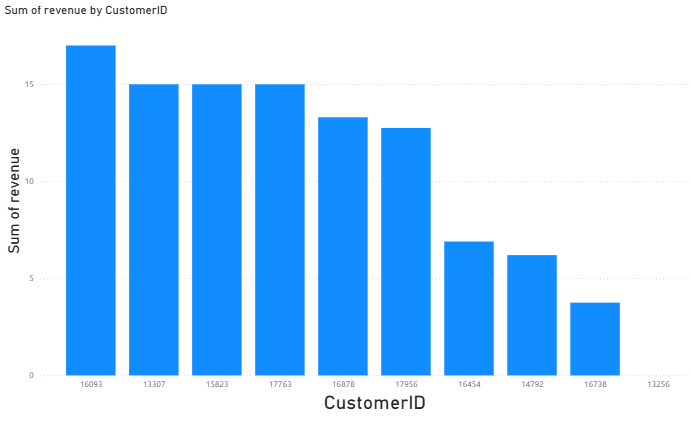 Sum of revenue by CustomerID
Sum of revenue
15
10
5
0
16093 13307 15823 17763 16878 17956 16454 14792 16738 13256
CustomerID